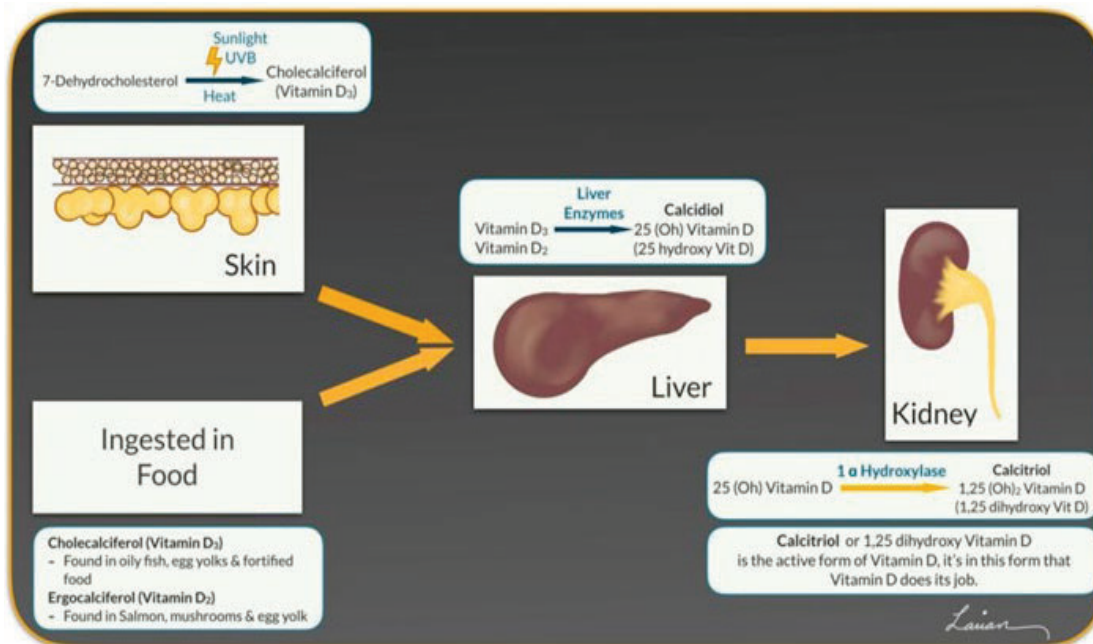 Sunlight
UVB
7-Dehydrocholesterol
Cholecalciferol
(Vitamin D₃)
Heat
Skin
Ingested in
Food
Cholecalciferol (Vitamin D₃)
- Found in oily fish, egg yolks & fortified
food
Ergocalciferol (Vitamin D₂)
- Found in Salmon, mushrooms & egg yolk
Liver
Enzymes
Vitamin D₃
Vitamin D₂
Calcidiol
25 (Oh) Vitamin D
(25 hydroxy Vit D)
Liver
Kidney
25 (Oh) Vitamin D
1 α Hydroxylase
Calcitriol
1,25 (Oh)₂ Vitamin D
(1,25 dihydroxy Vit D)
Calcitriol or 1,25 dihydroxy Vitamin D
is the active form of Vitamin D, it's in this form that
Vitamin D does its job.